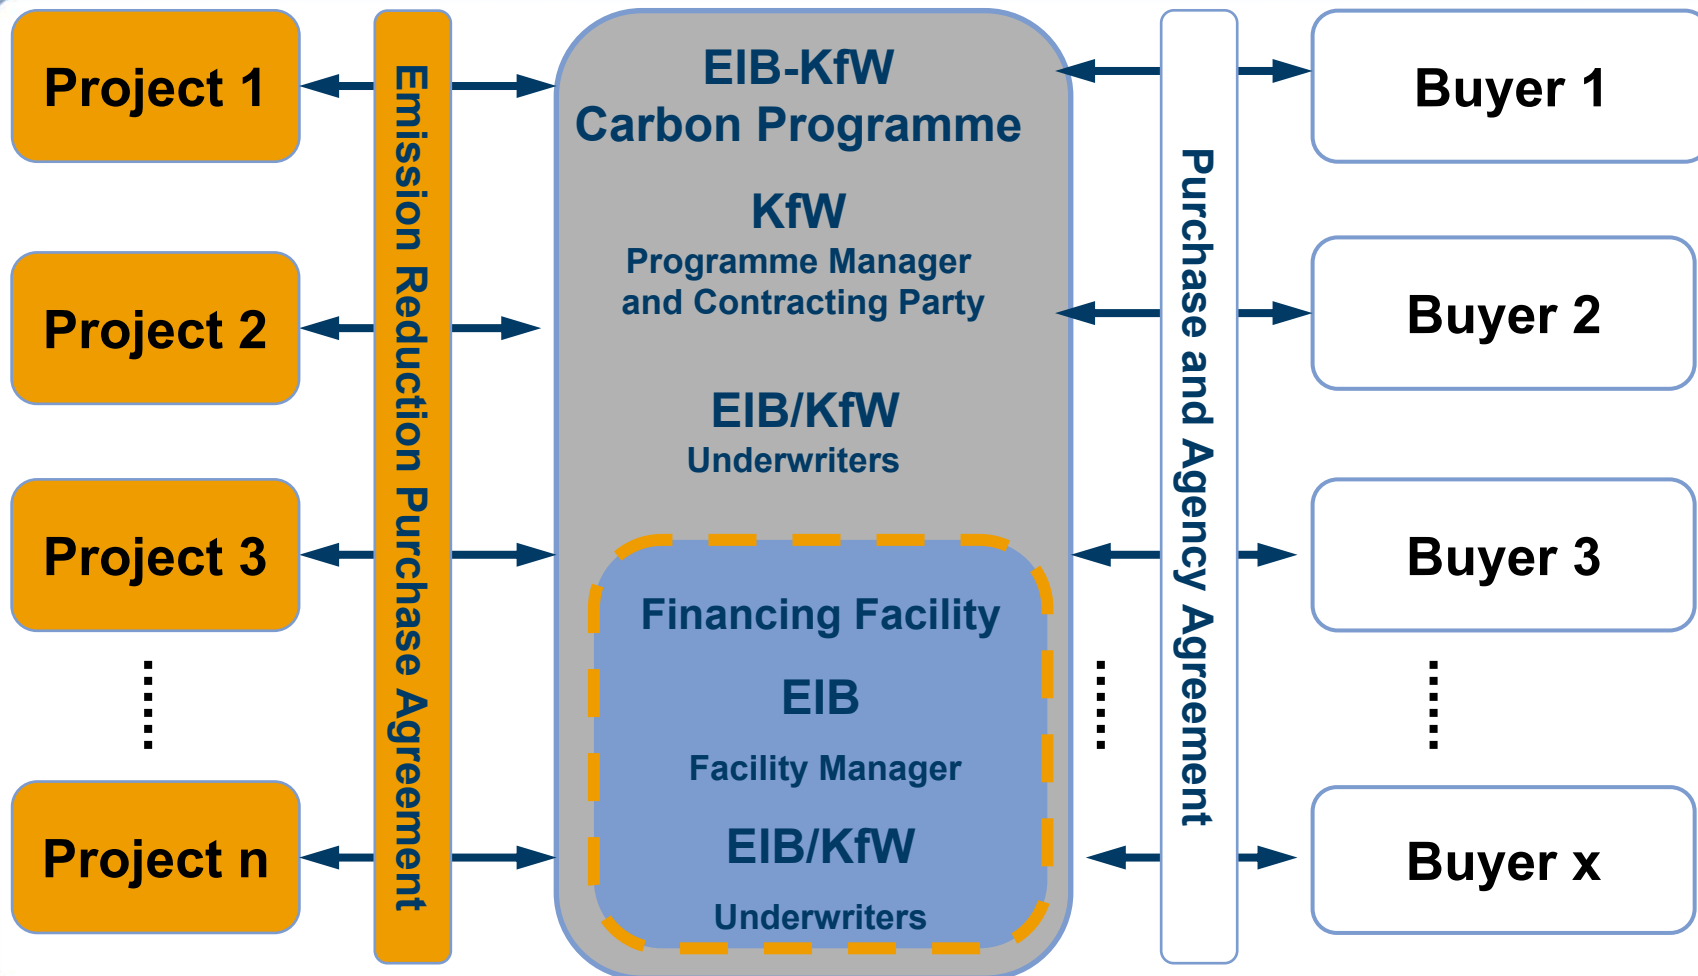 Project 1
Project 2
Project 3
Project n
Emission Reduction Purchase Agreement
EIB-KfW
Carbon Programme
KfW
Programme Manager
and Contracting Party
EIB/KfW
Underwriters
Financing Facility
EIB
Facility Manager
EIB/KfW
Underwriters
Purchase and Agency Agreement
Buyer 1
Buyer 2
Buyer 3
Buyer x